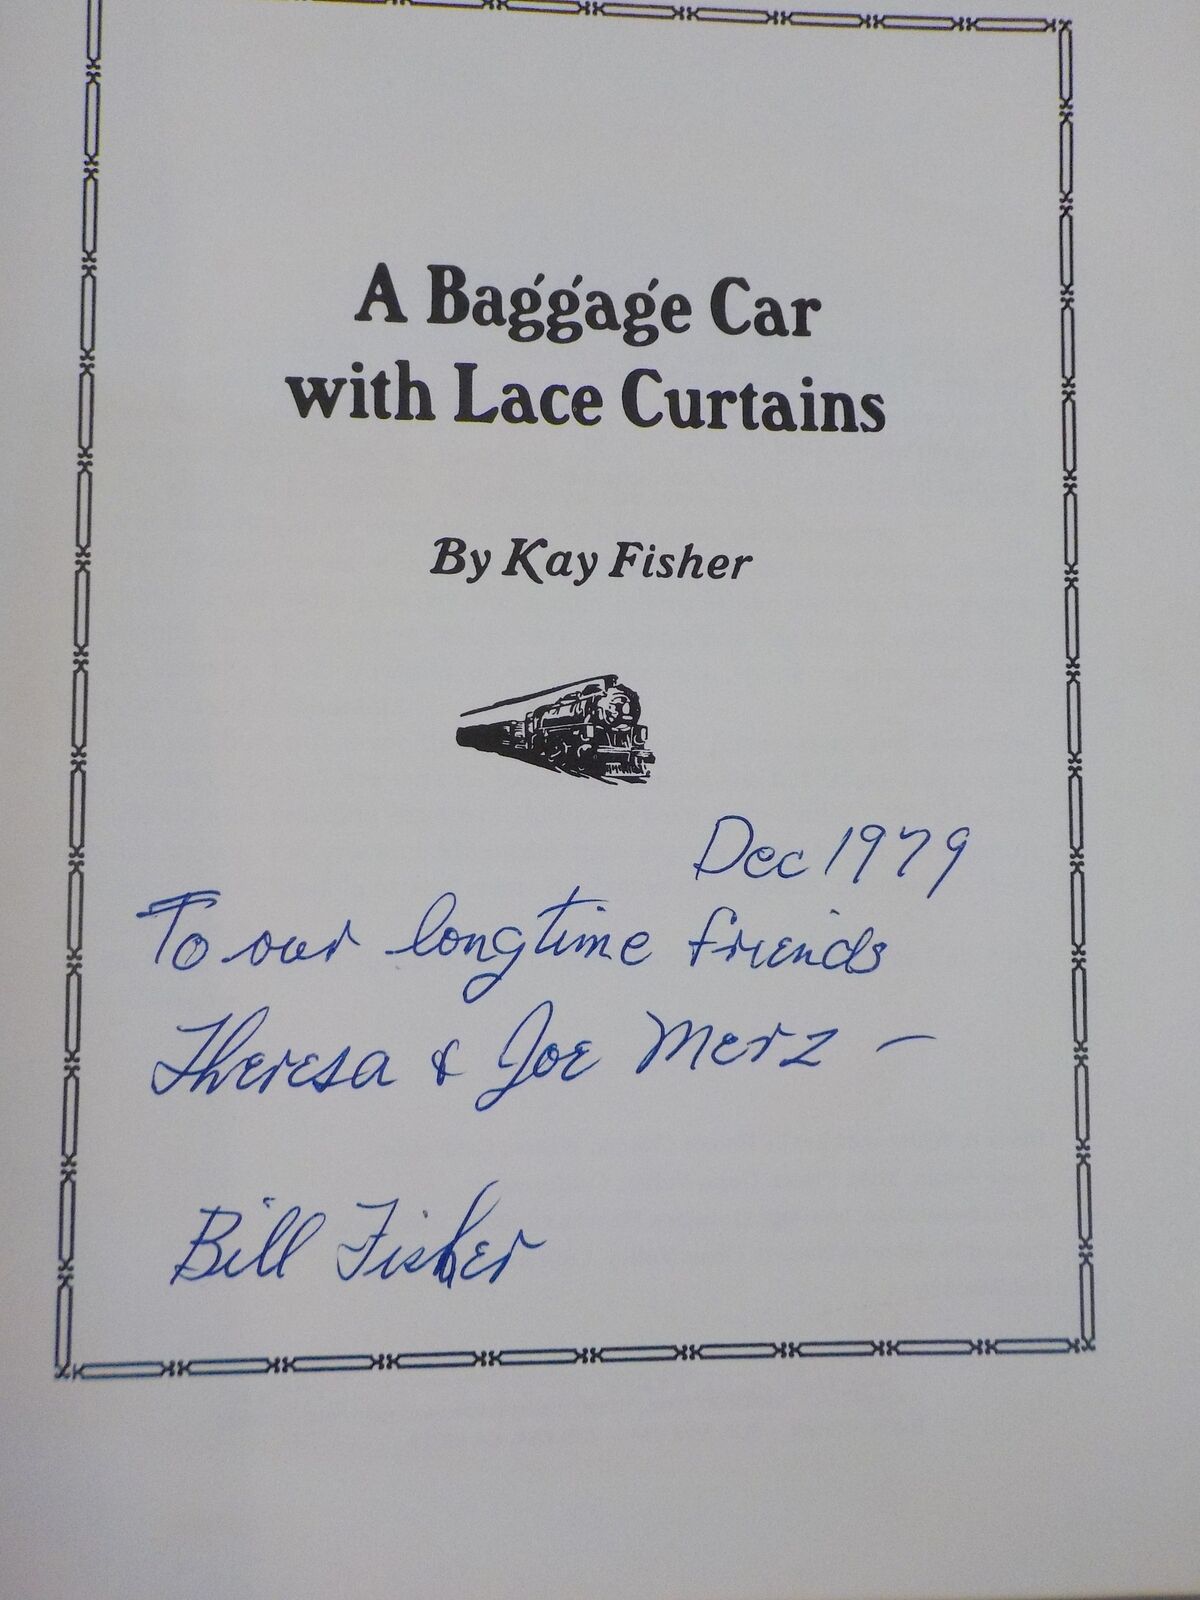 A Baggage Car
with Lace Curtains
By Kay Fisher
Dec 1979
To our longtime friends
Theresa & Joe Merz –
Bill Fisher